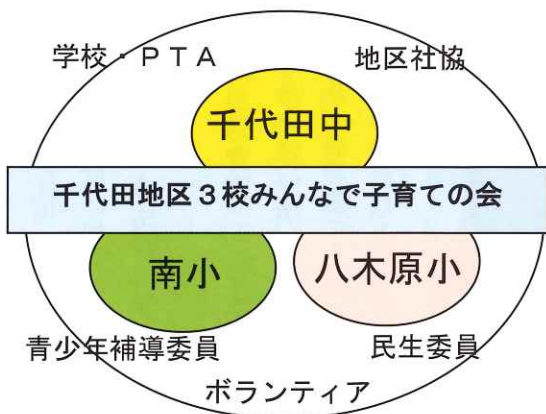 学校・ＰＴＡ
地区社協
千代田中
千代田地区３校みんなで子育ての会
南小
八木原小
青少年補導委員
民生委員
ボランティア